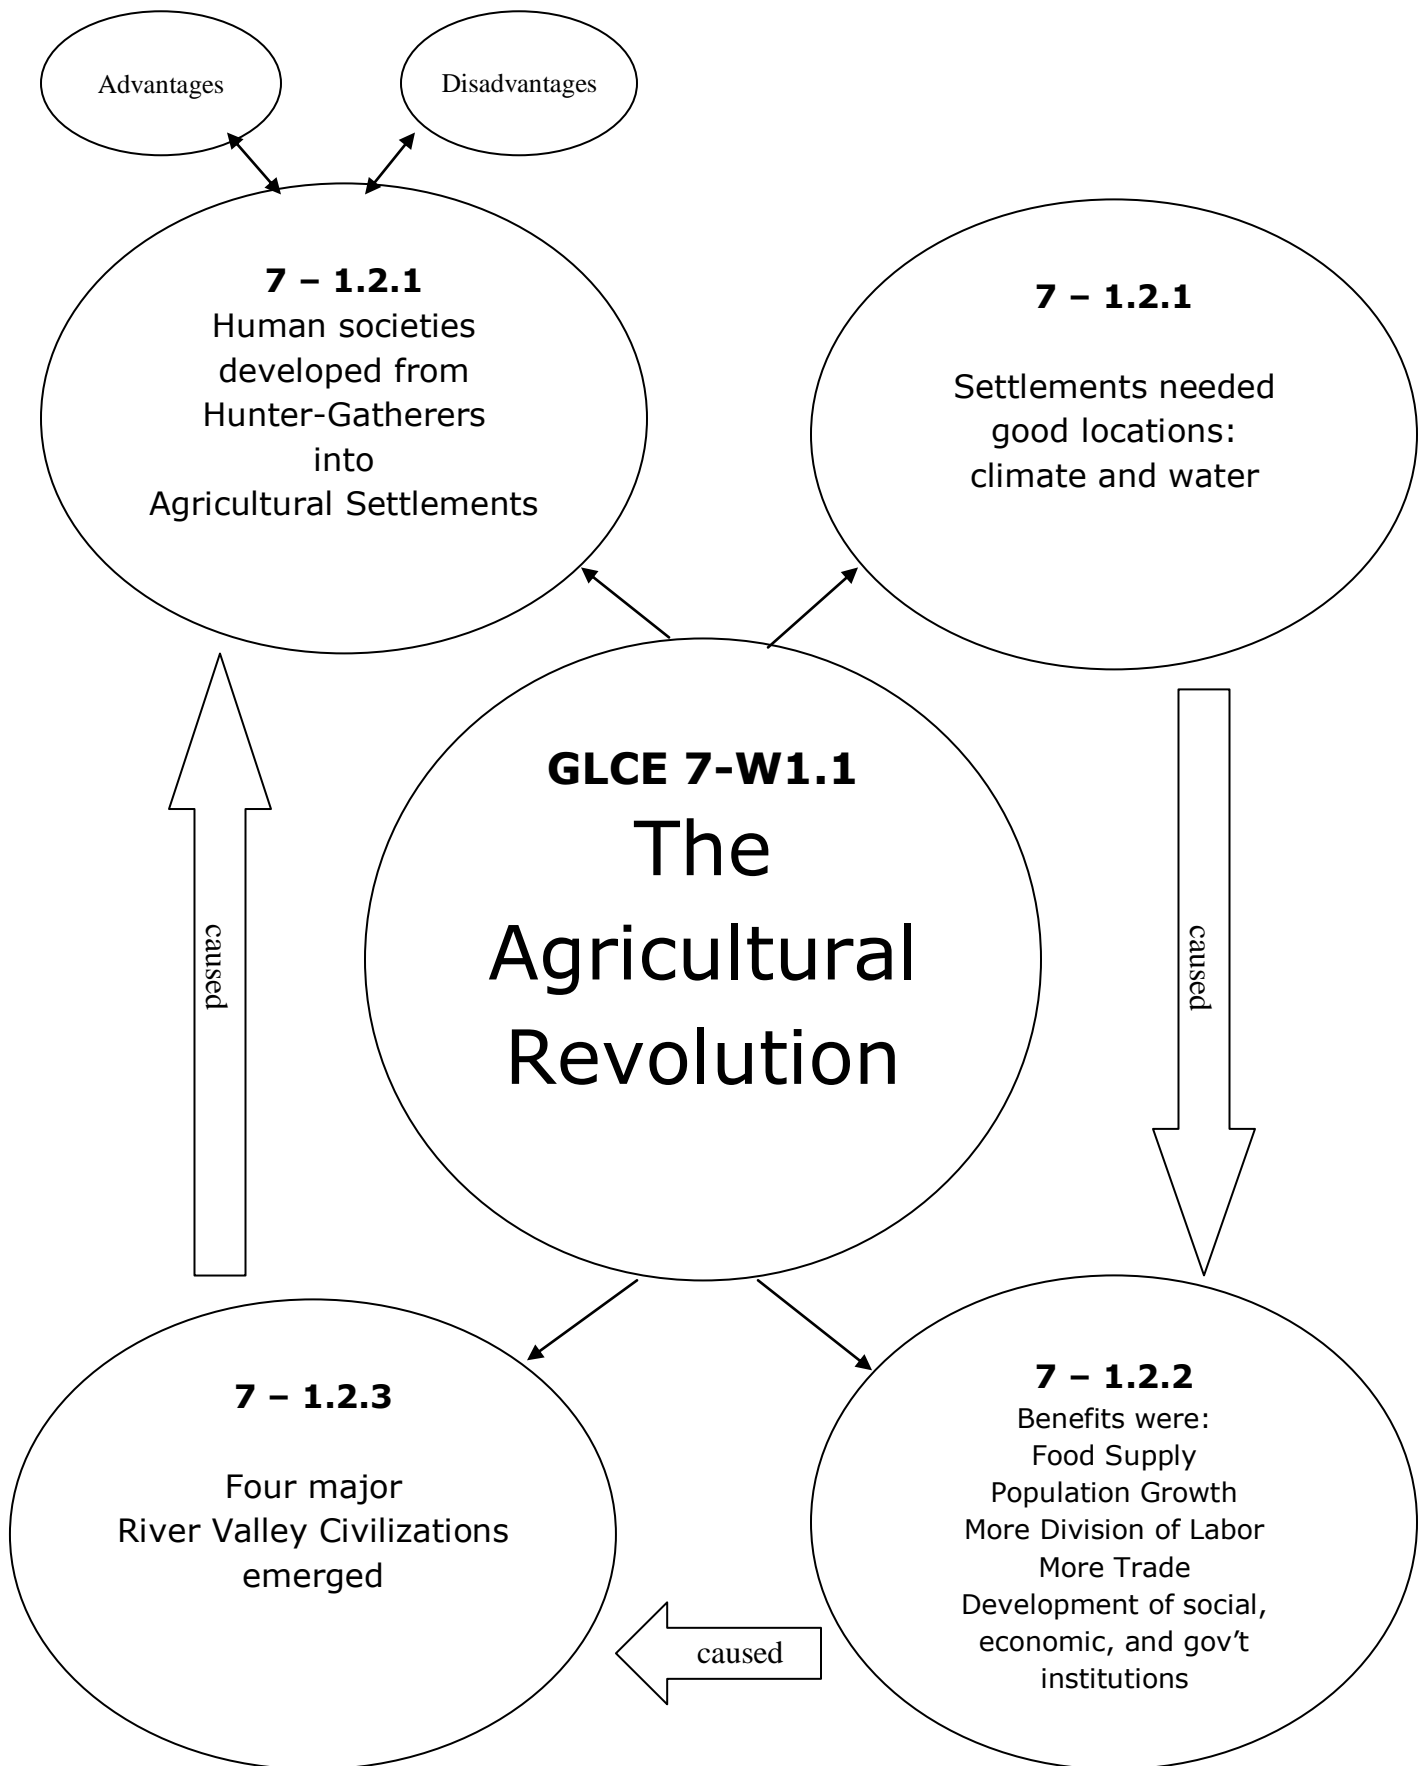 Advantages
Disadvantages
7 – 1.2.1
Human societies
developed from
Hunter-Gatherers
into
Agricultural Settlements
7 – 1.2.1
Settlements needed
good locations:
climate and water
GLCE 7-W1.1
The
Agricultural
Revolution
caused
caused
7 – 1.2.3
Four major
River Valley Civilizations
emerged
7 – 1.2.2
Benefits were:
Food Supply
Population Growth
More Division of Labor
More Trade
Development of social,
economic, and gov’t
institutions
caused